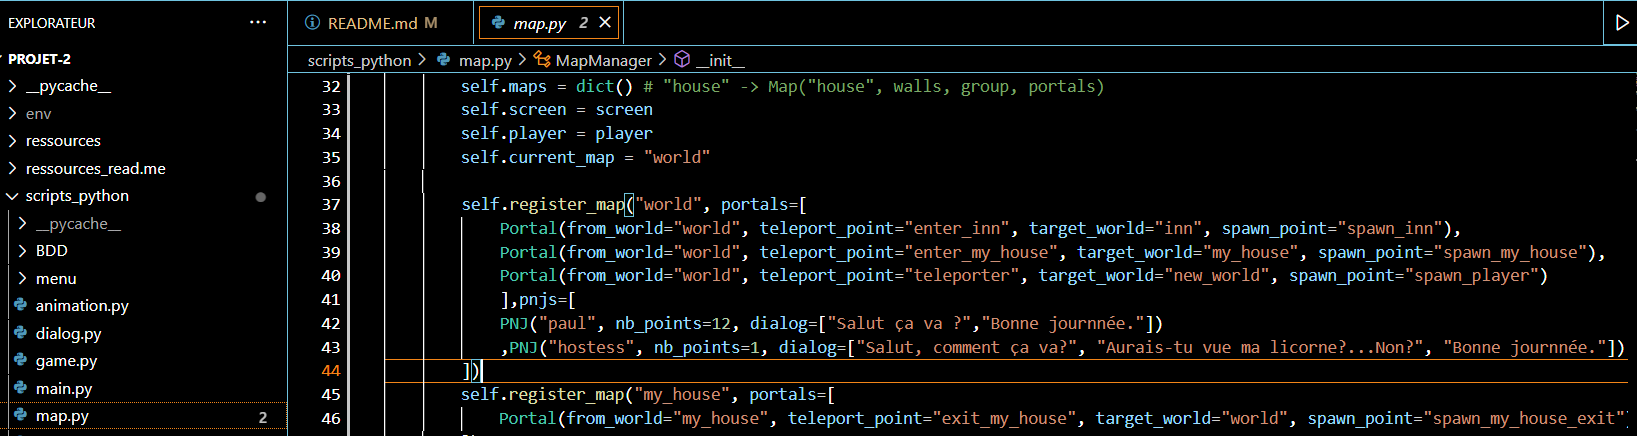 EXPLORATEUR ···
README.md M
map.py 2 ×
PROJET-2
scripts_python > map.py > MapManager > __init__
__pycache__
env
ressources
ressources_read.me
scripts_python
__pycache__
BDD
menu
animation.py
dialog.py
game.py
main.py
map.py 2
32 self.maps = dict() # "house" -> Map("house", walls, group, portals)
33 self.screen = screen
34 self.player = player
35 self.current_map = "world"
36
37 self.register_map("world", portals=[
38 Portal(from_world="world", teleport_point="enter_inn", target_world="inn", spawn_point="spawn_inn"),
39 Portal(from_world="world", teleport_point="enter_my_house", target_world="my_house", spawn_point="spawn_my_house"),
40 Portal(from_world="world", teleport_point="teleporter", target_world="new_world", spawn_point="spawn_player")
41 ],pnjs=[
42 PNJ("paul", nb_points=12, dialog=["Salut ça va ?","Bonne journnée."])
43 ,PNJ("hostess", nb_points=1, dialog=["Salut, comment ça va?", "Aurais-tu vue ma licorne?...Non?", "Bonne journnée."])
44 ])
45 self.register_map("my_house", portals=[
46 Portal(from_world="my_house", teleport_point="exit_my_house", target_world="world", spawn_point="spawn_my_house_exit"